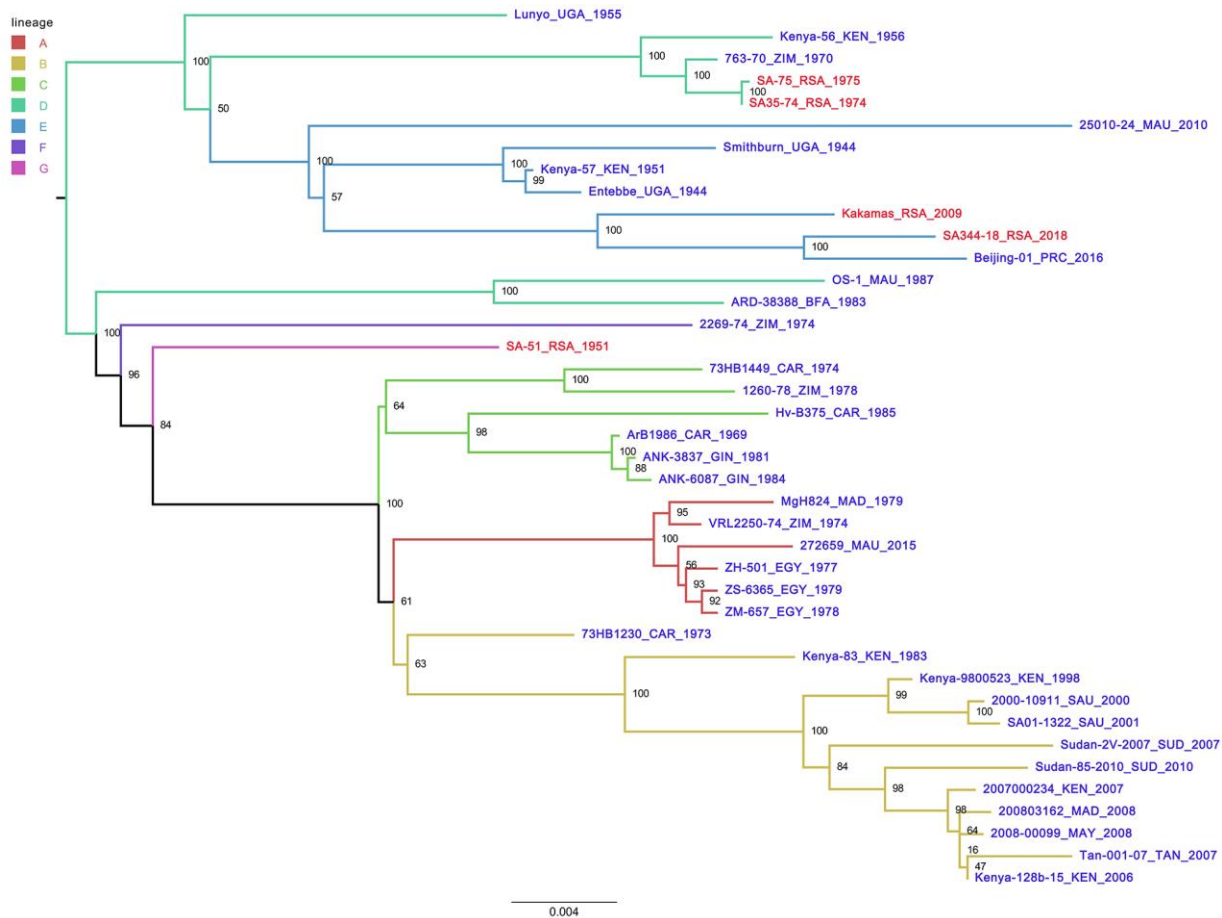 lineage
A
B
C
D
E
F
G
Lunyo_UGA_1955
Kenya-56_KEN_1956
100
763-70_ZIM_1970
100
100
SA-75_RSA_1975
100
SA35-74_RSA_1974
50
25010-24_MAU_2010
Smithburn_UGA_1944
100
100
Kenya-57_KEN_1951
99
Entebbe_UGA_1944
57
Kakamas_RSA_2009
100
SA344-18_RSA_2018
100
Beijing-01_PRC_2016
OS-1_MAU_1987
100
ARD-38388_BFA_1983
2269-74_ZIM_1974
100
SA-51_RSA_1951
96
73HB1449_CAR_1974
100
1260-78_ZIM_1978
64
Hv-B375_CAR_1985
84
98
ArB1986_CAR_1969
100
ANK-3837_GIN_1981
88
ANK-6087_GIN_1984
100
MgH824_MAD_1979
95
VRL2250-74_ZIM_1974
100
272659_MAU_2015
56
ZH-501_EGY_1977
93
ZS-6365_EGY_1979
92
ZM-657_EGY_1978
61
73HB1230_CAR_1973
63
Kenya-83_KEN_1983
100
Kenya-9800523_KEN_1998
99
2000-10911_SAU_2000
100
SA01-1322_SAU_2001
100
Sudan-2V-2007_SUD_2007
84
Sudan-85-2010_SUD_2010
98
2007000234_KEN_2007
98
200803162_MAD_2008
64
2008-00099_MAY_2008
16
Tan-001-07_TAN_2007
47
Kenya-128b-15_KEN_2006
0.004